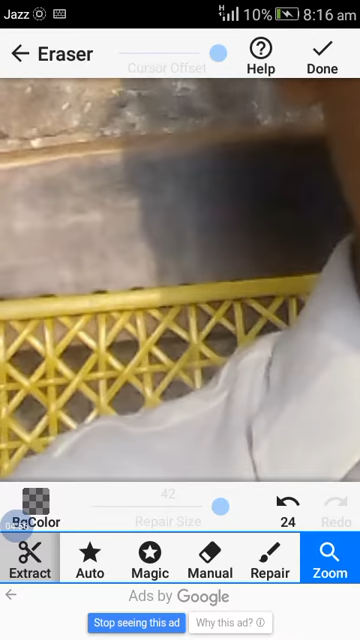 Jazz H 10% 8:16 am
Eraser
Cursor Offset
Help
Done
42
BgColor
Repair Size
24
Redo
Extract
Auto
Magic
Manual
Repair
Zoom
Ads by Google
Stop seeing this ad
Why this ad?